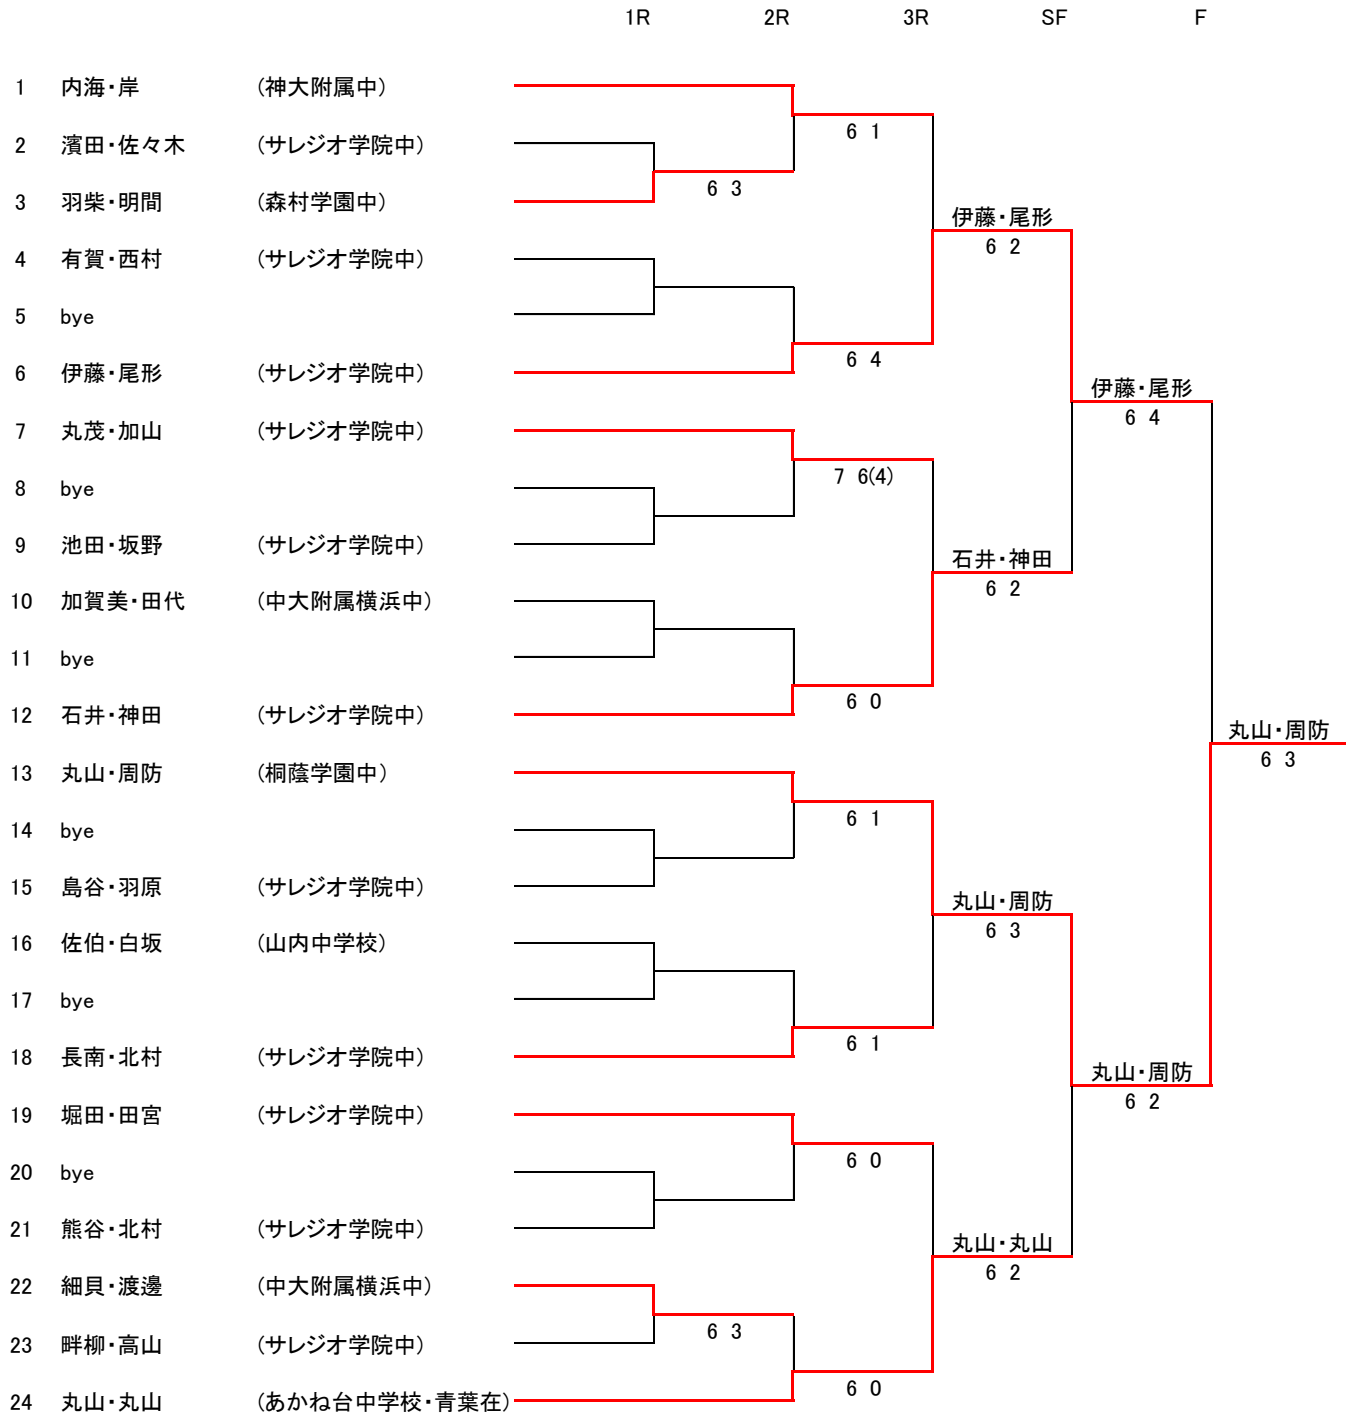 1R 2R 3R SF F
1 内海・岸 (神大附属中)
6 1
2 濱田・佐々木 (サレジオ学院中)
6 3
3 羽柴・明間 (森村学園中)
伊藤・尾形
6 2
4 有賀・西村 (サレジオ学院中)
5 bye
6 4
6 伊藤・尾形 (サレジオ学院中)
伊藤・尾形
6 4
7 丸茂・加山 (サレジオ学院中)
7 6(4)
8 bye
9 池田・坂野 (サレジオ学院中)
石井・神田
6 2
10 加賀美・田代 (中大附属横浜中)
11 bye
6 0
12 石井・神田 (サレジオ学院中)
丸山・周防
6 3
13 丸山・周防 (桐蔭学園中)
6 1
14 bye
15 島谷・羽原 (サレジオ学院中)
丸山・周防
6 3
16 佐伯・白坂 (山内中学校)
17 bye
6 1
18 長南・北村 (サレジオ学院中)
丸山・周防
6 2
19 堀田・田宮 (サレジオ学院中)
6 0
20 bye
21 熊谷・北村 (サレジオ学院中)
丸山・丸山
6 2
22 細貝・渡邊 (中大附属横浜中)
6 3
23 畔柳・高山 (サレジオ学院中)
6 0
24 丸山・丸山 (あかね台中学校・青葉在)